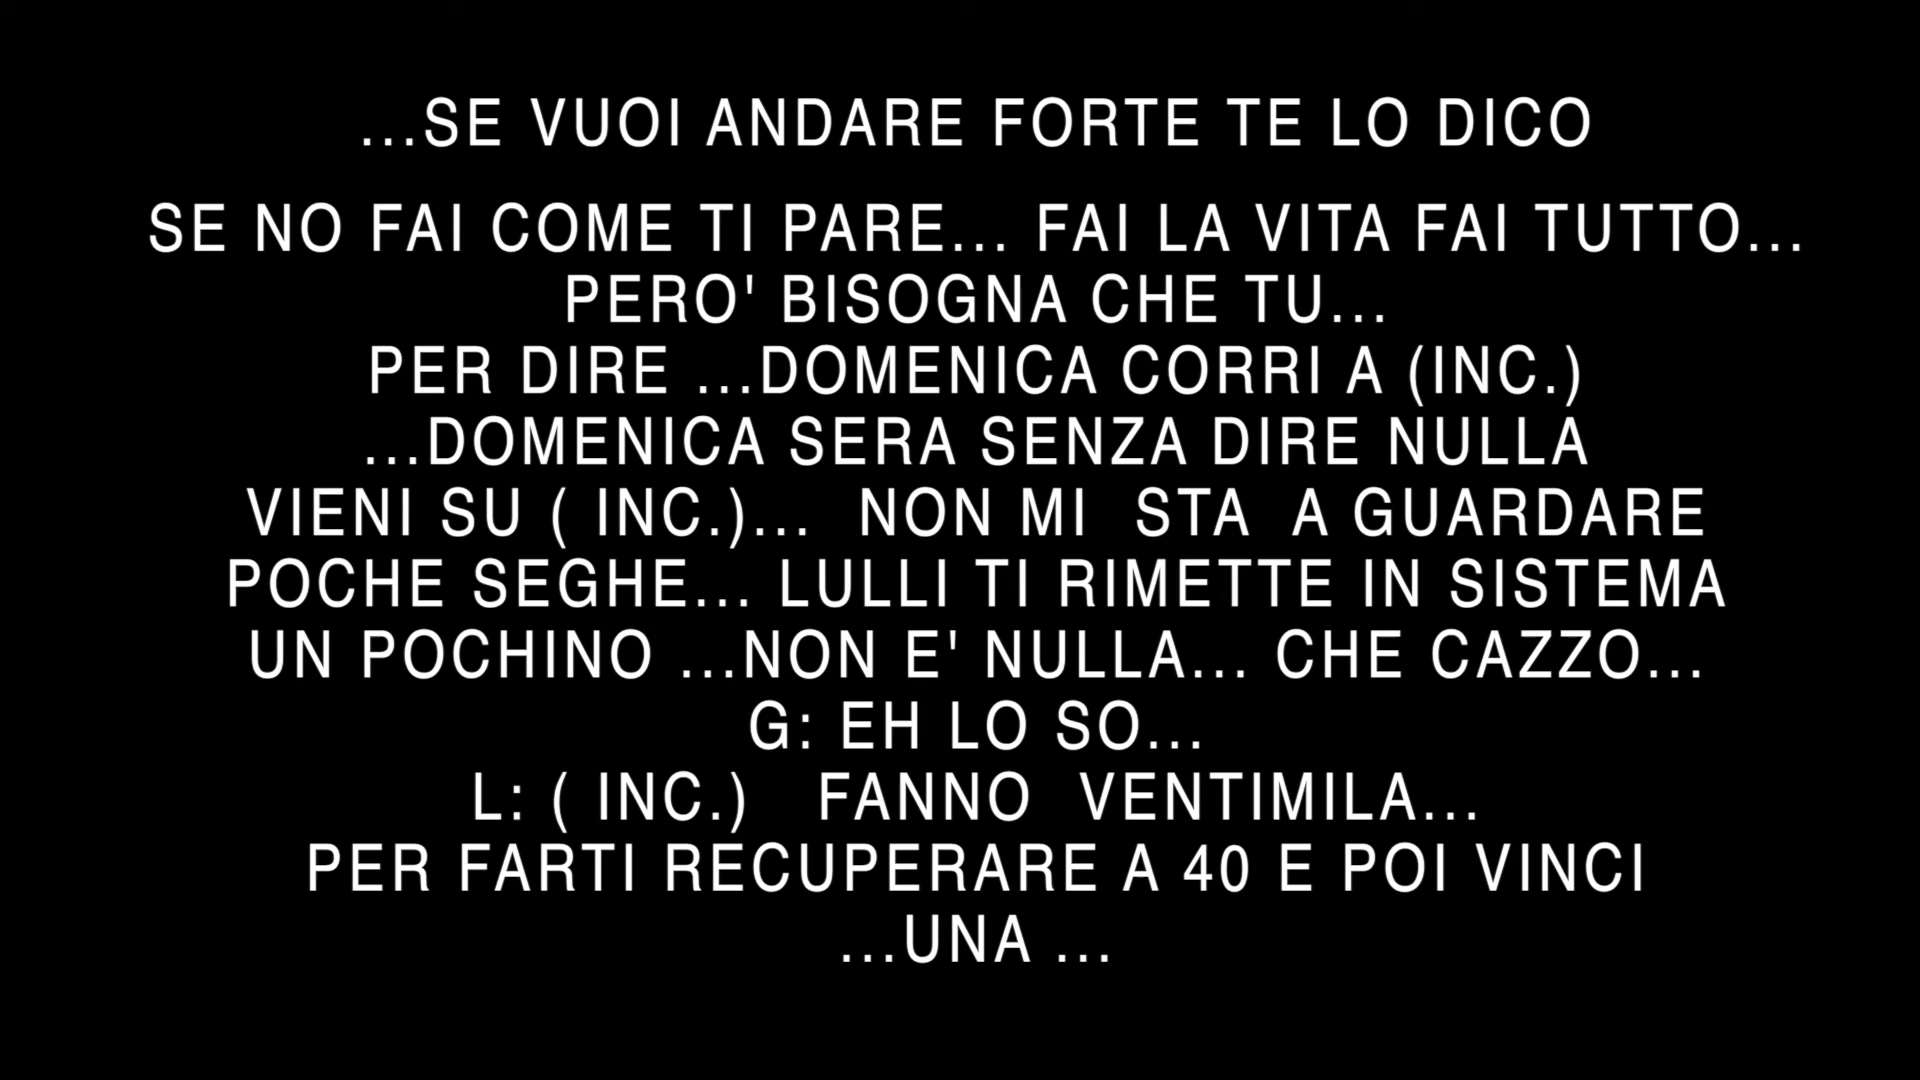 ...SE VUOI ANDARE FORTE TE LO DICO
SE NO FAI COME TI PARE... FAI LA VITA FAI TUTTO...
PERO' BISOGNA CHE TU...
PER DIRE ...DOMENICA CORRI A (INC.)
...DOMENICA SERA SENZA DIRE NULLA
VIENI SU ( INC.)... NON MI STA A GUARDARE
POCHE SEGHE... LULLI TI RIMETTE IN SISTEMA
UN POCHINO ...NON E' NULLA... CHE CAZZO...
G: EH LO SO...
L: ( INC.) FANNO VENTIMILA...
PER FARTI RECUPERARE A 40 E POI VINCI
...UNA ...